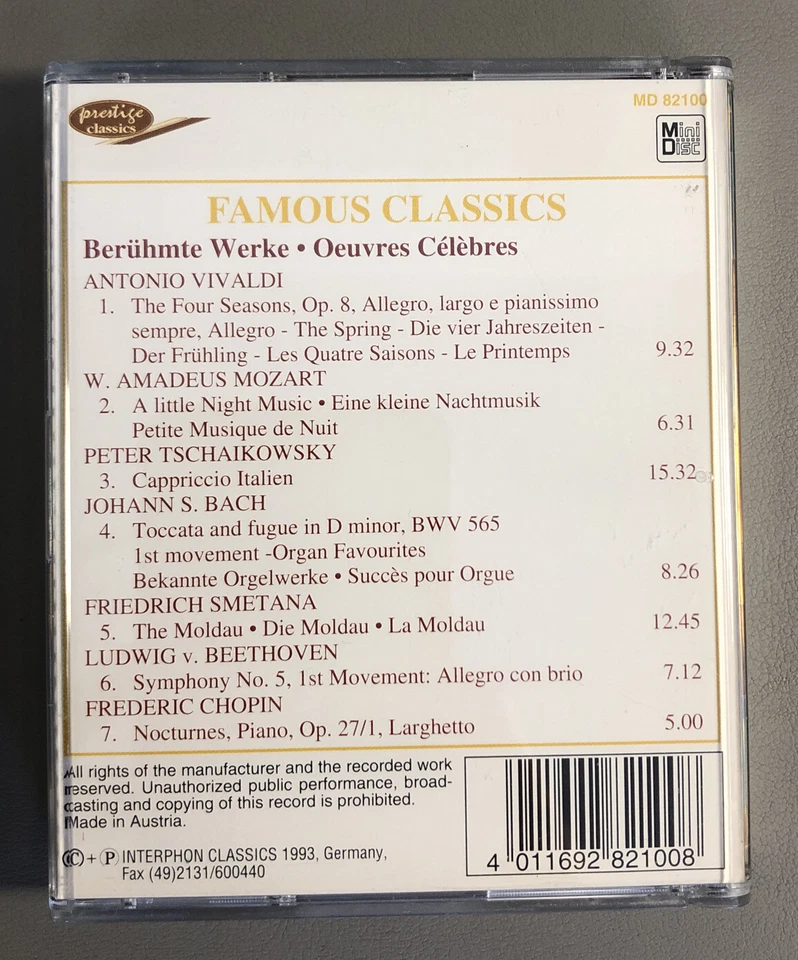 prestige
classics
MD 82100
Mini
Disc
FAMOUS CLASSICS
Berühmte Werke • Oeuvres Célèbres
ANTONIO VIVALDI
1. The Four Seasons, Op. 8, Allegro, largo e pianissimo
sempre, Allegro - The Spring - Die vier Jahreszeiten -
Der Frühling - Les Quatre Saisons - Le Printemps 9.32
W. AMADEUS MOZART
2. A little Night Music • Eine kleine Nachtmusik
Petite Musique de Nuit 6.31
PETER TSCHAIKOWSKY
3. Cappriccio Italien 15.32
JOHANN S. BACH
4. Toccata and fugue in D minor, BWV 565
1st movement -Organ Favourites
Bekannte Orgelwerke • Succès pour Orgue 8.26
FRIEDRICH SMETANA
5. The Moldau • Die Moldau • La Moldau 12.45
LUDWIG v. BEETHOVEN
6. Symphony No. 5, 1st Movement: Allegro con brio 7.12
FREDERIC CHOPIN
7. Nocturnes, Piano, Op. 27/1, Larghetto 5.00
All rights of the manufacturer and the recorded work
reserved. Unauthorized public performance, broad-
casting and copying of this record is prohibited.
Made in Austria.
© + ℗ INTERPHON CLASSICS 1993, Germany,
Fax (49)2131/600440
4 011692 821008